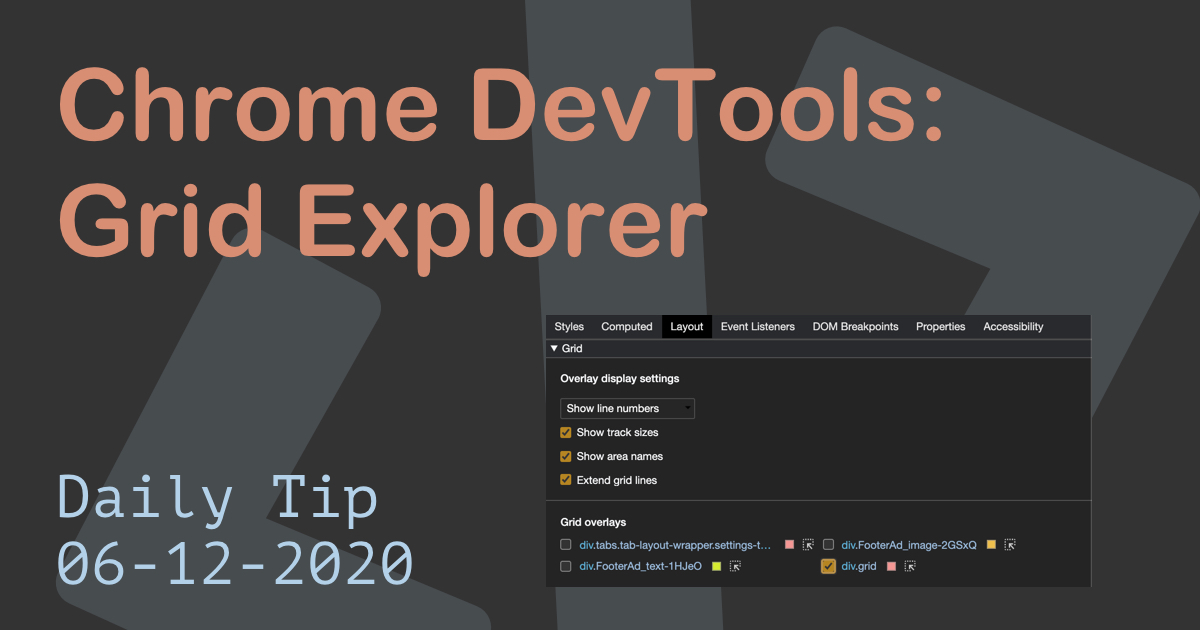 Chrome DevTools:
Grid Explorer
Daily Tip
06-12-2020
Styles Computed Layout Event Listeners DOM Breakpoints Properties Accessibility
Grid
Overlay display settings
Show line numbers
Show track sizes
Show area names
Extend grid lines
Grid overlays
div.tabs.tab-layout-wrapper.settings-t... div.FooterAd_image-2GSxQ
div.FooterAd_text-1HJeO div.grid